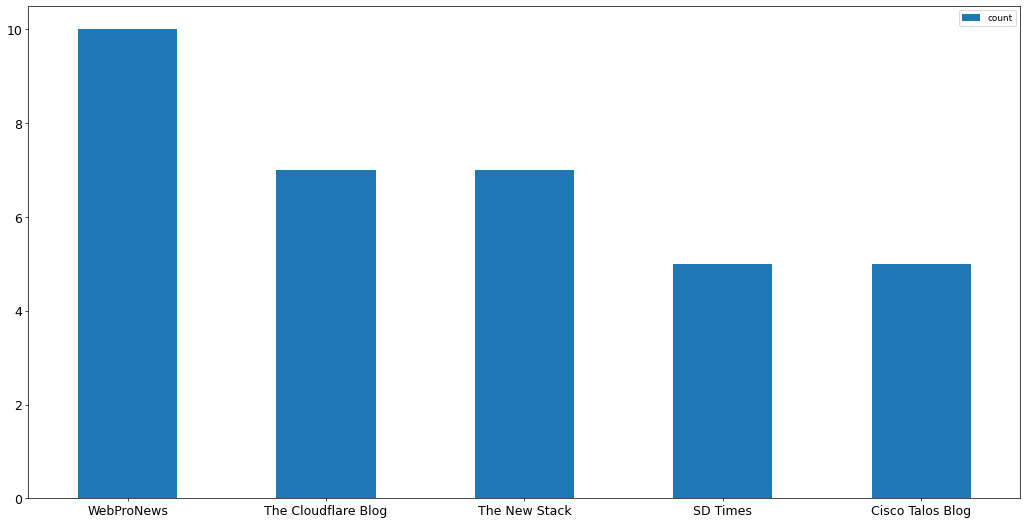 count
10
8
6
4
2
0
WebProNews
The Cloudflare Blog
The New Stack
SD Times
Cisco Talos Blog